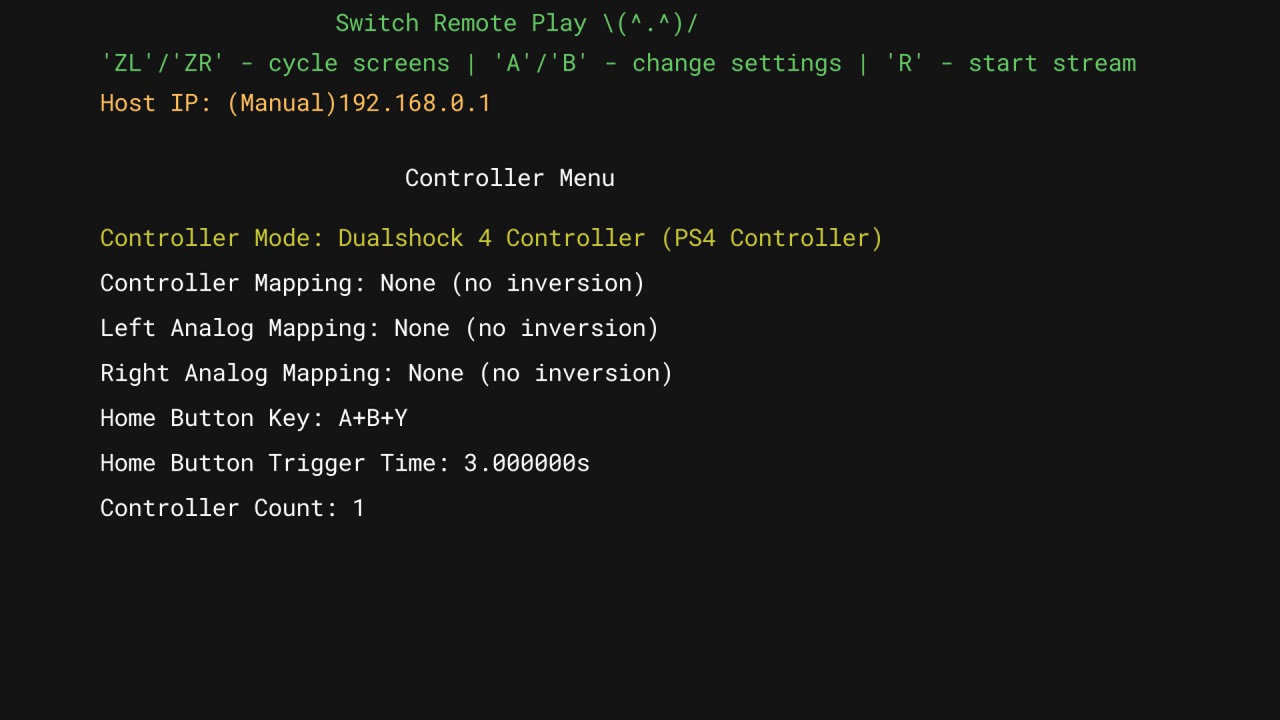 Switch Remote Play \(^.^)/
'ZL'/'ZR' - cycle screens | 'A'/'B' - change settings | 'R' - start stream
Host IP: (Manual)192.168.0.1
Controller Menu
Controller Mode: Dualshock 4 Controller (PS4 Controller)
Controller Mapping: None (no inversion)
Left Analog Mapping: None (no inversion)
Right Analog Mapping: None (no inversion)
Home Button Key: A+B+Y
Home Button Trigger Time: 3.000000s
Controller Count: 1